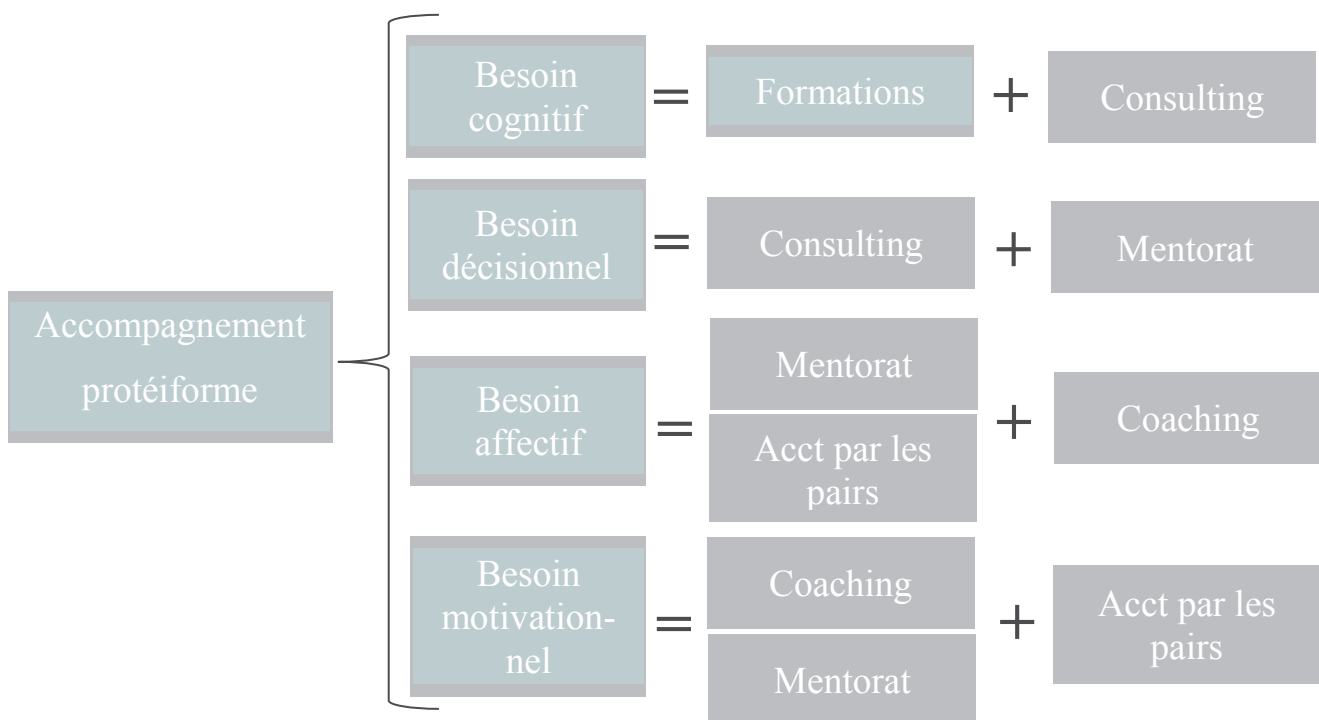 Accompagnement
protéiforme
Besoin
cognitif
=
Formations
+
Consulting
Besoin
décisionnel
=
Consulting
+
Mentorat
Besoin
affectif
=
Mentorat
Acct par les
pairs
+
Coaching
Besoin
motivation-
nel
=
Coaching
Mentorat
+
Acct par les
pairs